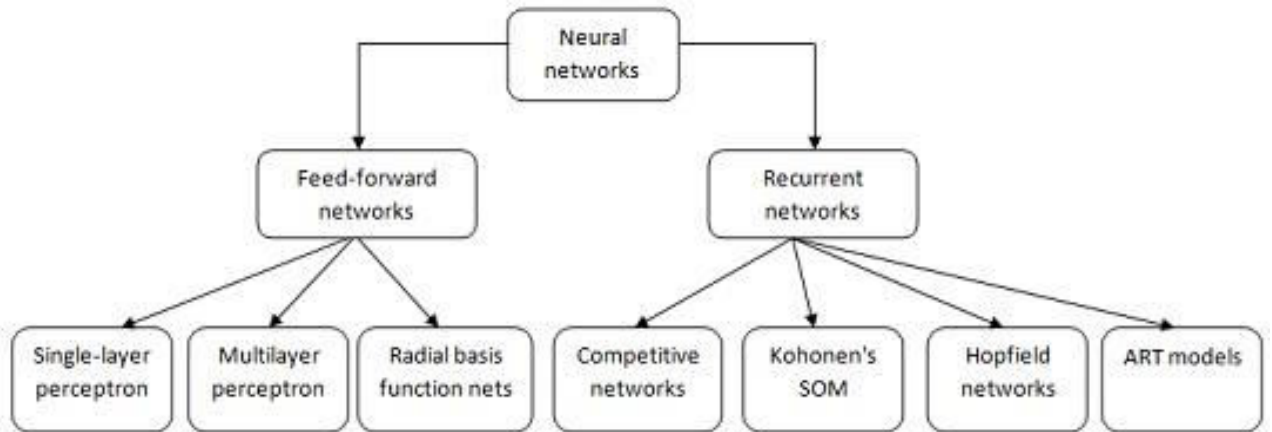 Neural
networks
Feed-forward
networks
Recurrent
networks
Single-layer
perceptron
Multilayer
perceptron
Radial basis
function nets
Competitive
networks
Kohonen's
SOM
Hopfield
networks
ART models